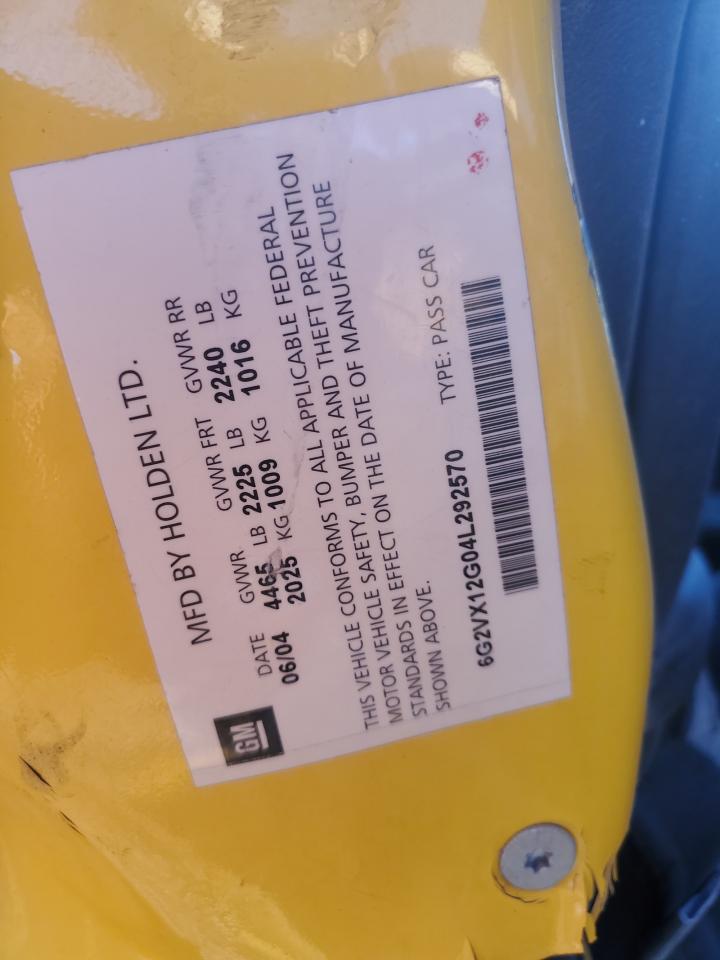 GM
MFD BY HOLDEN LTD.
DATE GVWR GVWR FRT GVWR RR
06/04 4465 LB 2225 LB 2240 LB
2025 KG 1009 KG 1016 KG
THIS VEHICLE CONFORMS TO ALL APPLICABLE FEDERAL
MOTOR VEHICLE SAFETY, BUMPER AND THEFT PREVENTION
STANDARDS IN EFFECT ON THE DATE OF MANUFACTURE
SHOWN ABOVE.
6G2VX12G04L292570 TYPE: PASS CAR